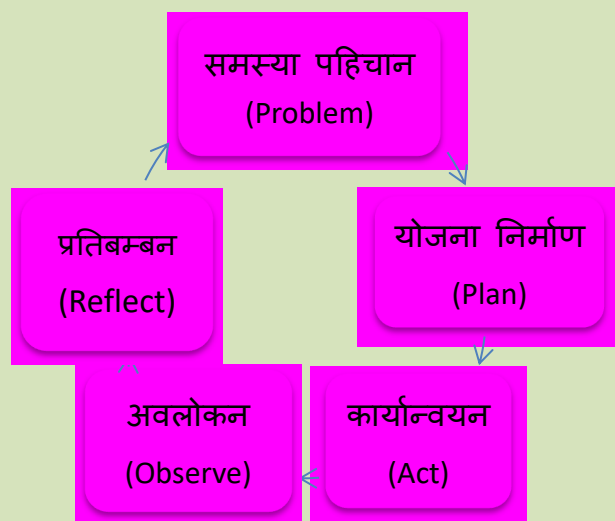 समस्या पहिचान
(Problem)
योजना निर्माण
(Plan)
कार्यान्वयन
(Act)
अवलोकन
(Observe)
प्रतिबम्बन
(Reflect)